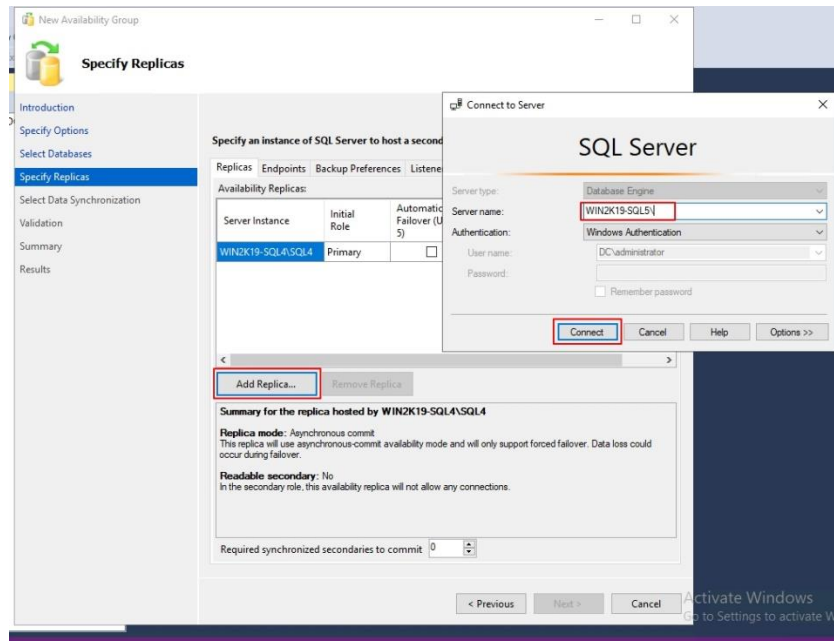 New Availability Group
Specify Replicas
Introduction
Specify Options
Select Databases
Specify Replicas
Select Data Synchronization
Validation
Summary
Results
Specify an instance of SQL Server to host a second
Replicas Endpoints Backup Preferences Listene
Availability Replicas:
Server Instance
Initial
Role
Automatic
Failover (U
5)
WIN2K19-SQL4\SQL4 Primary
Add Replica... Remove Replica
Summary for the replica hosted by WIN2K19-SQL4\SQL4
Replica mode: Asynchronous commit
This replica will use asynchronous-commit availability mode and will only support forced failover. Data loss could
occur during failover.
Readable secondary: No
In the secondary role, this availability replica will not allow any connections.
Required synchronized secondaries to commit 0
< Previous Next > Cancel
Connect to Server
SQL Server
Server type: Database Engine
Server name: WIN2K19-SQL5\
Authentication: Windows Authentication
User name: DC\administrator
Password:
Remember password
Connect Cancel Help Options >>
Activate Windows
Go to Settings to activate W